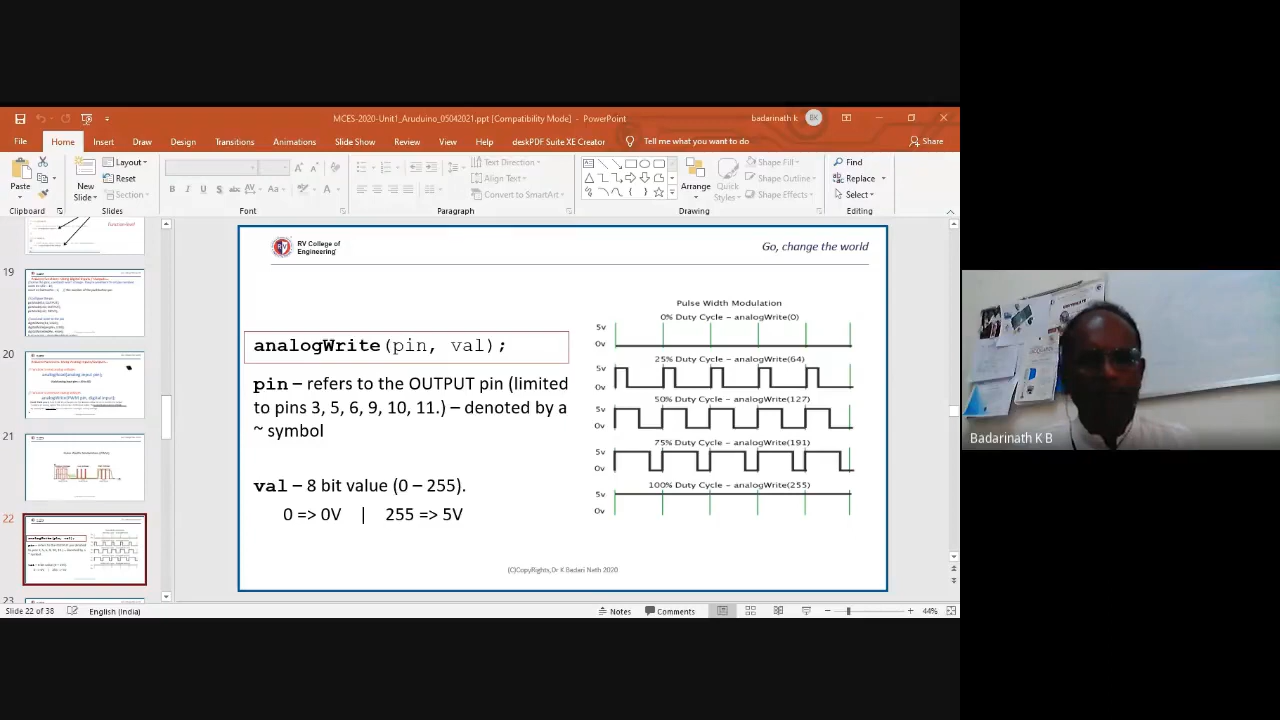 MCES-2020-Unit1_Aruduino_05042021.ppt [Compatibility Mode] - PowerPoint
badarinath k
BK
File
Home
Insert
Draw
Design
Transitions
Animations
Slide Show
Review
View
Help
deskPDF Suite XE Creator
Tell me what you want to do
Share
Paste
Clipboard
New
Slide
Layout
Reset
Section
Slides
Font
Text Direction
Align Text
Convert to SmartArt
Paragraph
Arrange
Quick
Styles
Shape Fill
Shape Outline
Shape Effects
Drawing
Find
Replace
Select
Editing
19
20
21
22
23
RV College of
Engineering
Go, change the world
analogWrite(pin, val);
pin – refers to the OUTPUT pin (limited
to pins 3, 5, 6, 9, 10, 11.) – denoted by a
~ symbol
val – 8 bit value (0 – 255).
0 => 0V | 255 => 5V
Pulse Width Modulation
0% Duty Cycle – analogWrite(0)
5v
0v
25% Duty Cycle – analogWrite(64)
5v
0v
50% Duty Cycle – analogWrite(127)
5v
0v
75% Duty Cycle – analogWrite(191)
5v
0v
100% Duty Cycle – analogWrite(255)
5v
0v
(C)CopyRights,Dr K Badari Nath 2020
Slide 22 of 38
English (India)
Notes
Comments
44%
Badarinath K B